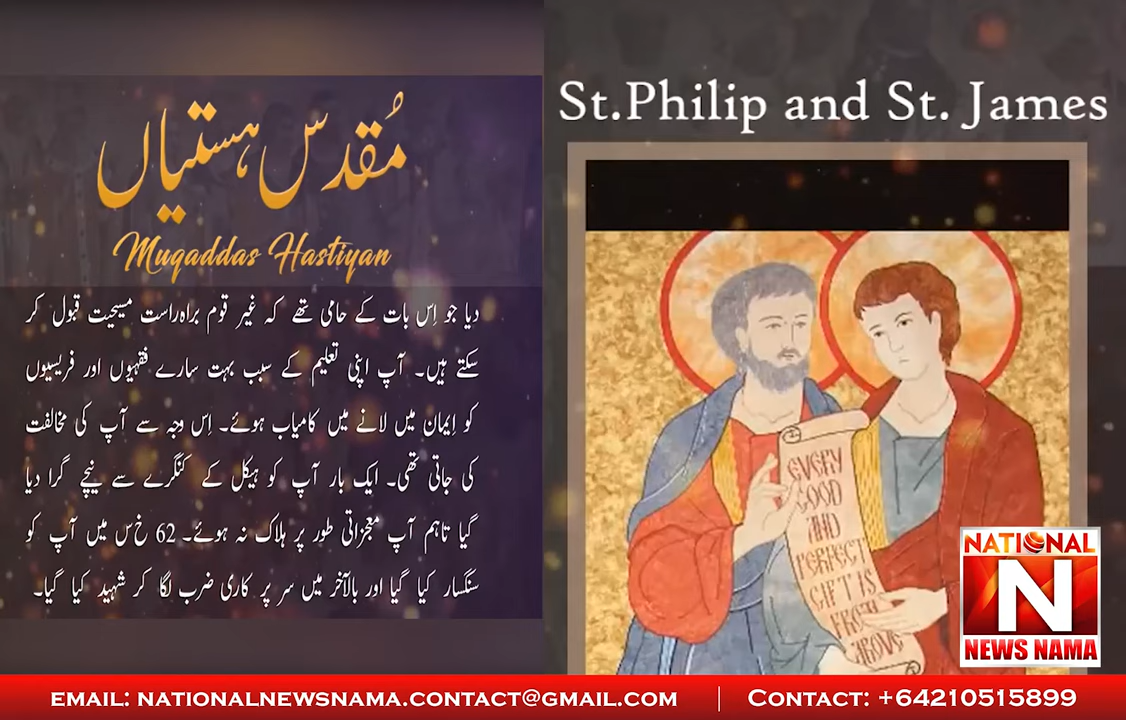 مُقدس ہستیاں
Muqaddas Hastiyan
دیا جو اِس بات کے حامی تھے کہ غیر قوم براہ راست مسیحیت قبول کر
سکتے ہیں۔ آپ اپنی تعلیم کے سبب بہت سارے فقہیوں اور فریسیوں
کو اِیمان میں لانے میں کامیاب ہوئے۔ اِس وجہ سے آپ کی مخالفت
کی جاتی تھی۔ ایک بار آپ کو ہیکل کے کنگرے سے نیچے گرا دیا
گیا تاہم آپ معجزاتی طور پر ہلاک نہ ہوئے۔ 62 خ س میں آپ کو
سنگسار کیا گیا اور بالآخر میں سر پر کاری ضرب لگا کر شہید کیا گیا۔
St.Philip and St. James
EVERY
GOOD
AND
PERFECT
GIFT IS
FROM
ABOVE
NATIONAL
N
NEWS NAMA
EMAIL: NATIONALNEWSNAMA.CONTACT@GMAIL.COM | CONTACT: +64210515899